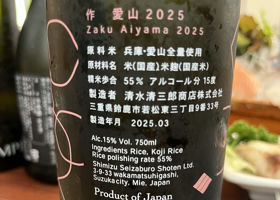 作 愛山 2025
Zaku Aiyama 2025
原料米 兵庫・愛山全量使用
原材料名 米(国産)米麹(国産米)
精米歩合 55% アルコール分 15度
製造者 清水清三郎商店株式会社
三重県鈴鹿市若松東三丁目9番33号
製造年月 2025.03
Alc.15% Vol. 750ml
Ingredients Rice, Koji Rice
Rice polishing rate 55%
Shimizu Seizaburo Shoten Ltd.
3-9-33 wakamatsuhigashi,
Suzukacity, Mie, Japan
Product of Japan